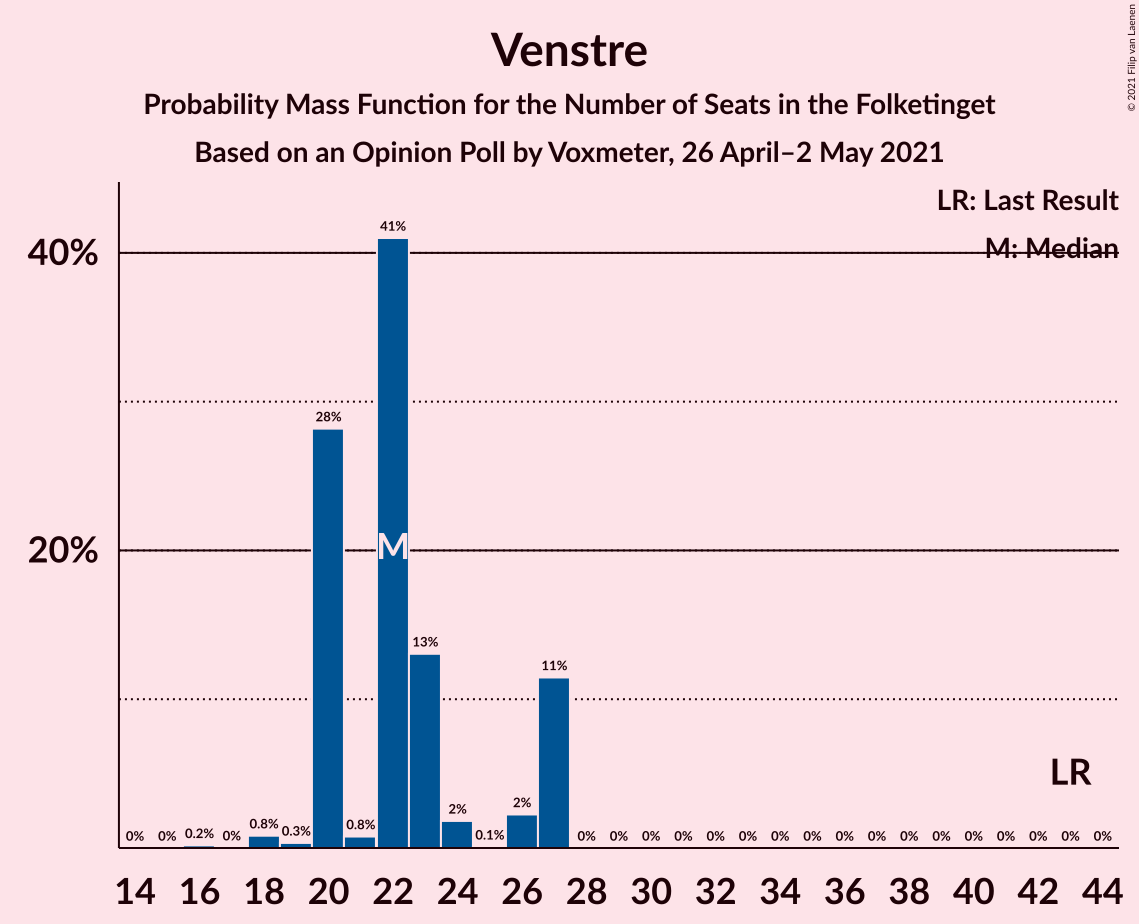 Venstre
Probability Mass Function for the Number of Seats in the Folketinget
Based on an Opinion Poll by Voxmeter, 26 April–2 May 2021
© 2021 Filip van Laenen
LR: Last Result
M: Median
40%
20%
41%
28%
M
13%
11%
LR
0% 0% 0.2% 0% 0.8% 0.3% 0.8% 2% 0.1% 2% 0% 0% 0% 0% 0% 0% 0% 0% 0% 0% 0% 0% 0% 0% 0% 0% 0%
14 16 18 20 22 24 26 28 30 32 34 36 38 40 42 44